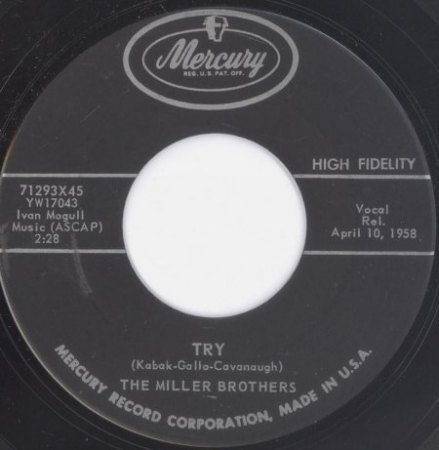 Mercury
REG. U.S. PAT. OFF.
HIGH FIDELITY
71293X45
YW17043
Ivan Mogull
Music (ASCAP)
2:28
Vocal
Rel.
April 10, 1958
TRY
(Kabak-Gallo-Cavanaugh)
THE MILLER BROTHERS
MERCURY RECORD CORPORATION, MADE IN U.S.A.